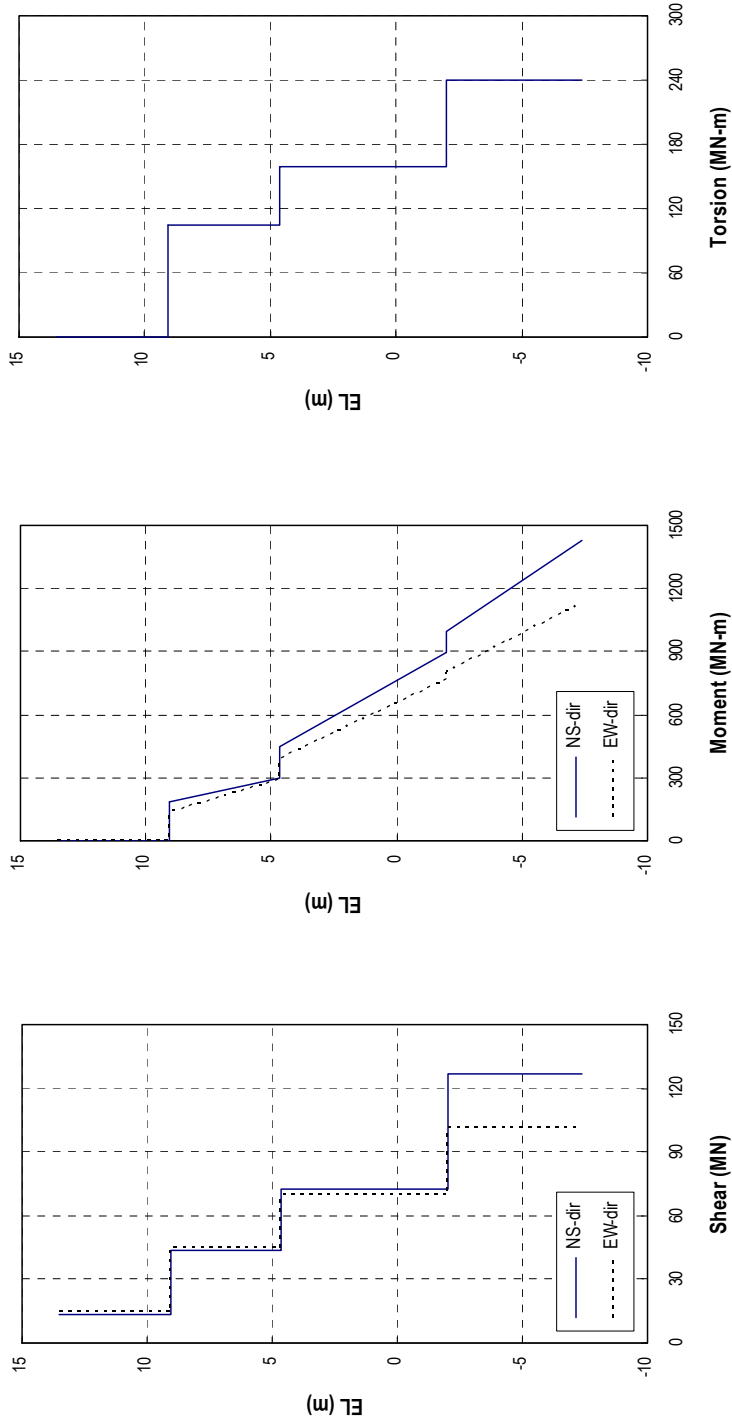 EL (m)
15
10
5
0
-5
-10
NS-dir
EW-dir
0 30 60 90 120 150
Shear (MN)
EL (m)
15
10
5
0
-5
-10
NS-dir
EW-dir
0 300 600 900 1200 1500
Moment (MN-m)
EL (m)
15
10
5
0
-5
-10
0 60 120 180 240 300
Torsion (MN-m)